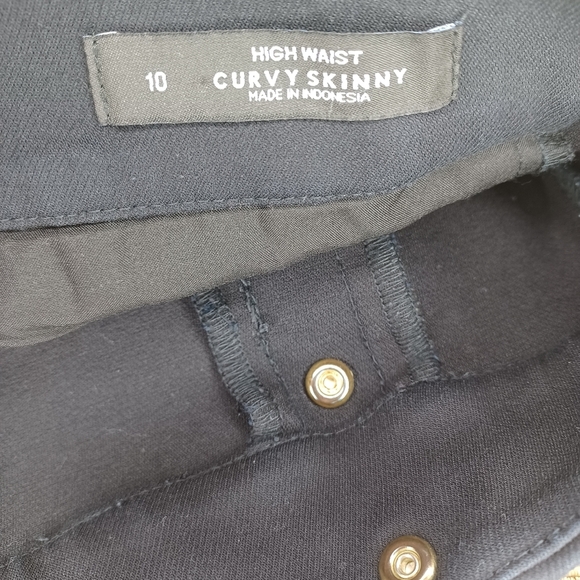 HIGH WAIST
10 CURVY SKINNY
MADE IN INDONESIA